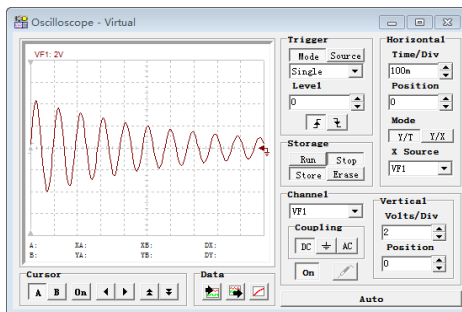 Oscilloscope - Virtual
VF1: 2V
A: XA: XB: DX:
B: YA: YB: DY:
Cursor
A B On
Data
Trigger
Mode Source
Single
Level
0
Storage
Run Stop
Store Erase
Channel
VF1
Coupling
DC AC
On
Horizontal
Time/Div
100m
Position
0
Mode
Y/T Y/X
X Source
VF1
Vertical
Volts/Div
2
Position
0
Auto